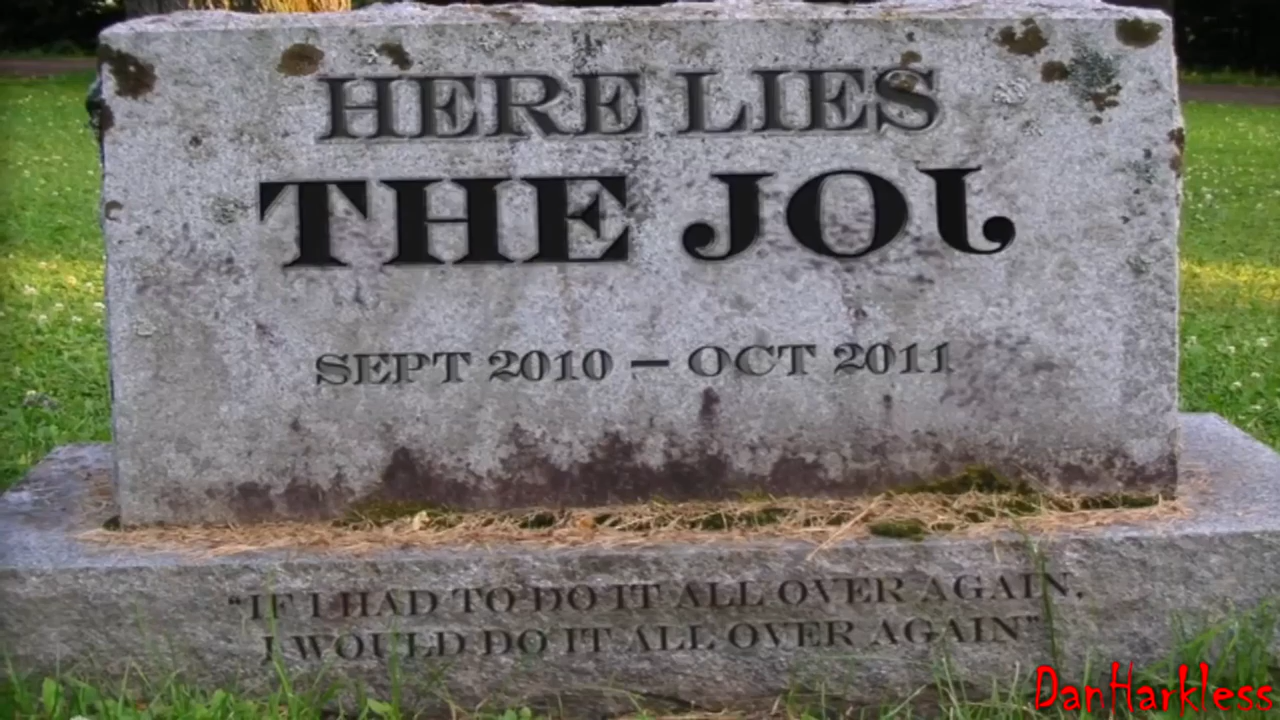 HERE LIES
THE JOJ
SEPT 2010 – OCT 2011
"IF I HAD TO DO IT ALL OVER AGAIN,
I WOULD DO IT ALL OVER AGAIN"
DanHarkless